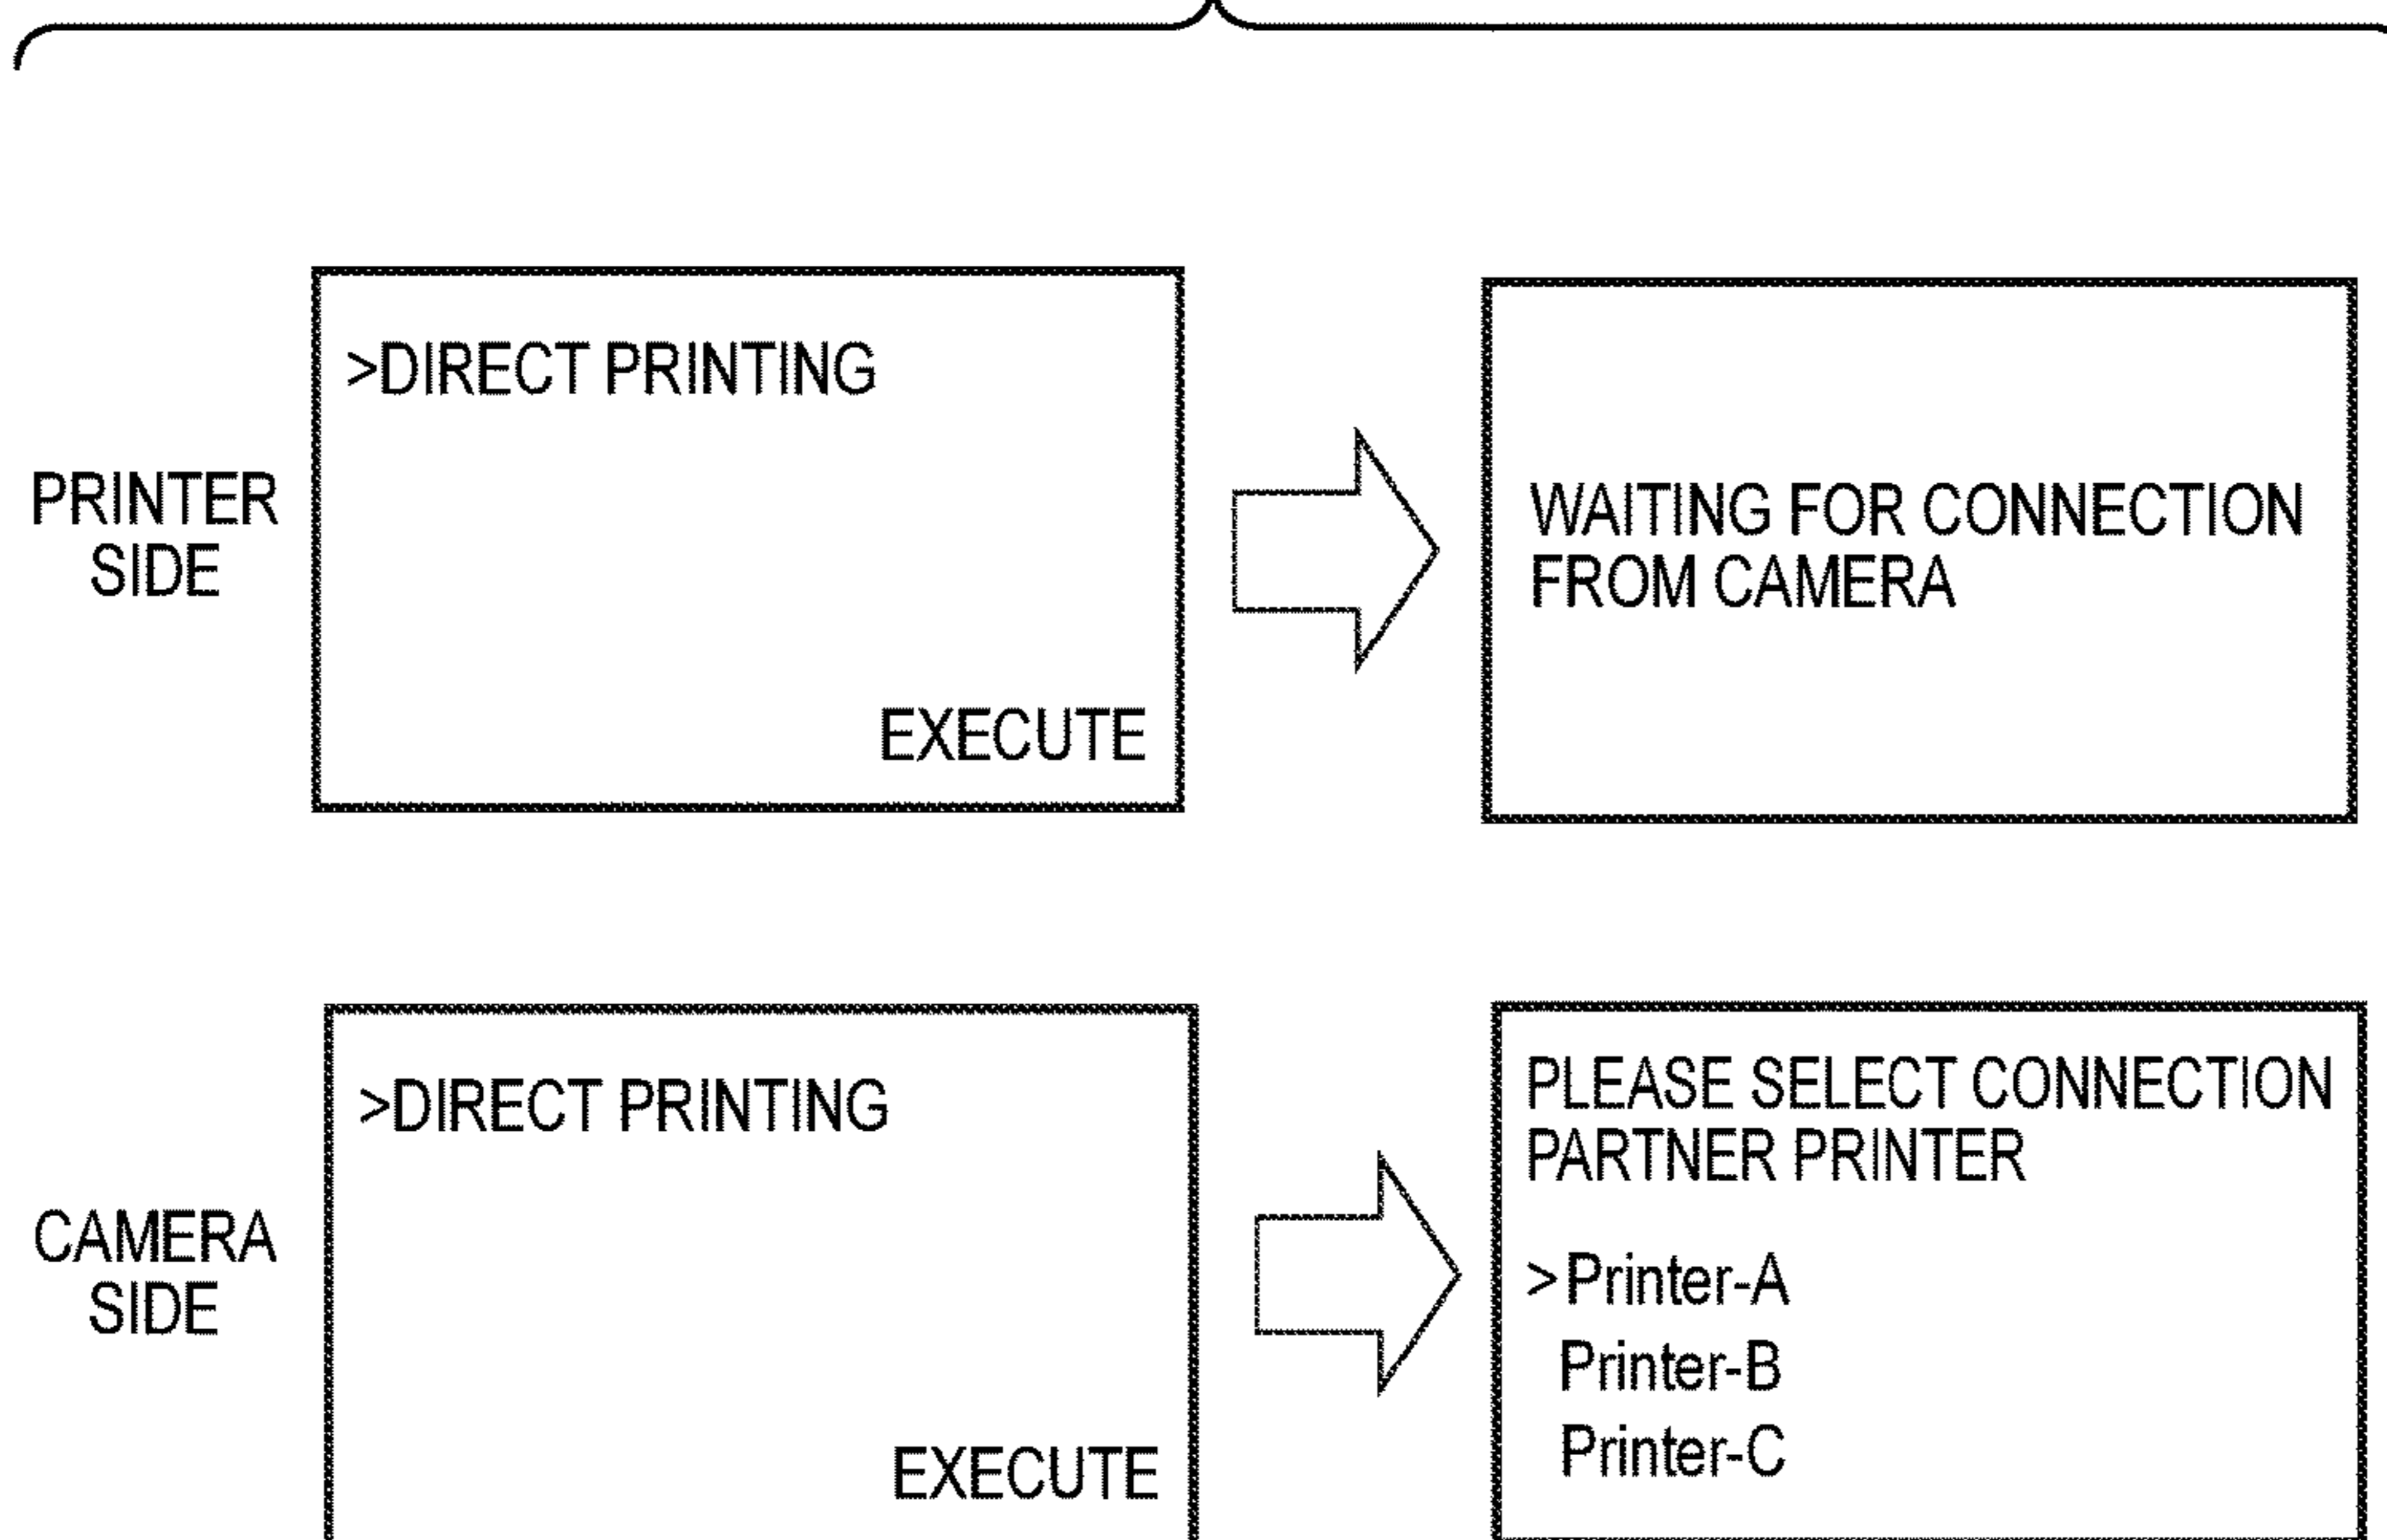 PRINTER
SIDE
>DIRECT PRINTING
EXECUTE
WAITING FOR CONNECTION
FROM CAMERA
CAMERA
SIDE
>DIRECT PRINTING
EXECUTE
PLEASE SELECT CONNECTION
PARTNER PRINTER
>Printer-A
Printer-B
Printer-C